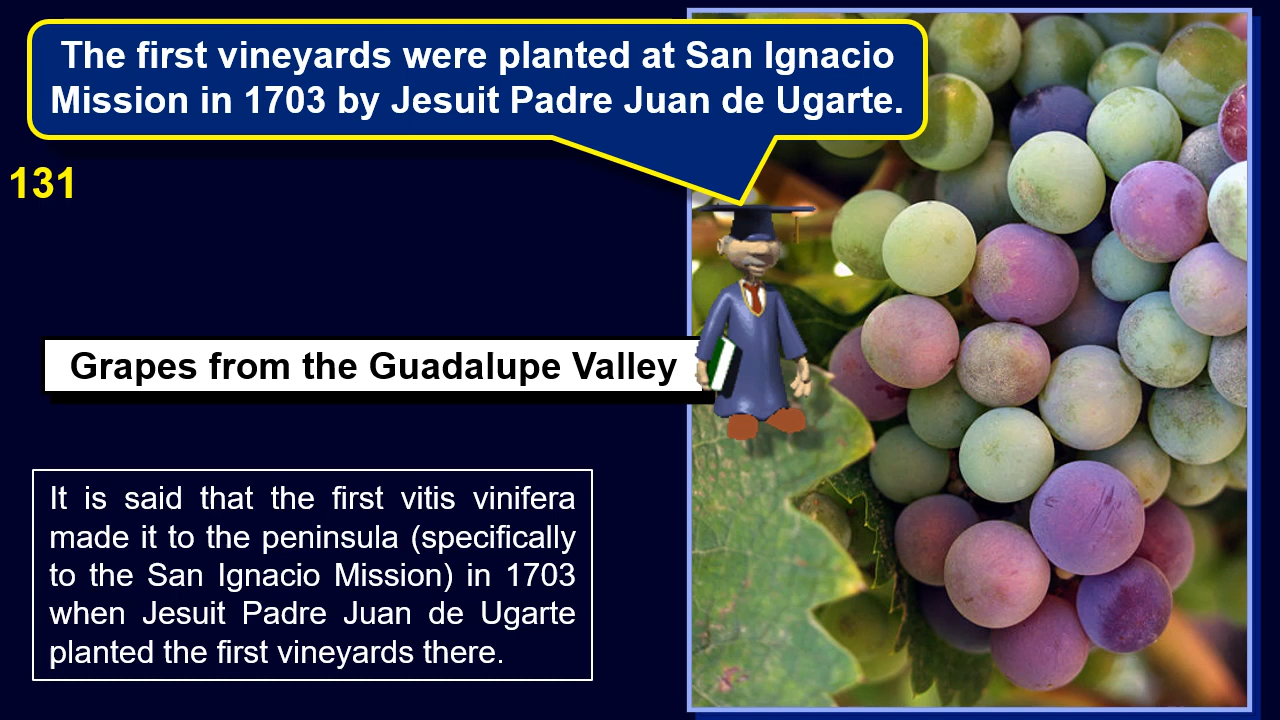 The first vineyards were planted at San Ignacio
Mission in 1703 by Jesuit Padre Juan de Ugarte.
131
Grapes from the Guadalupe Valley
It is said that the first vitis vinifera
made it to the peninsula (specifically
to the San Ignacio Mission) in 1703
when Jesuit Padre Juan de Ugarte
planted the first vineyards there.